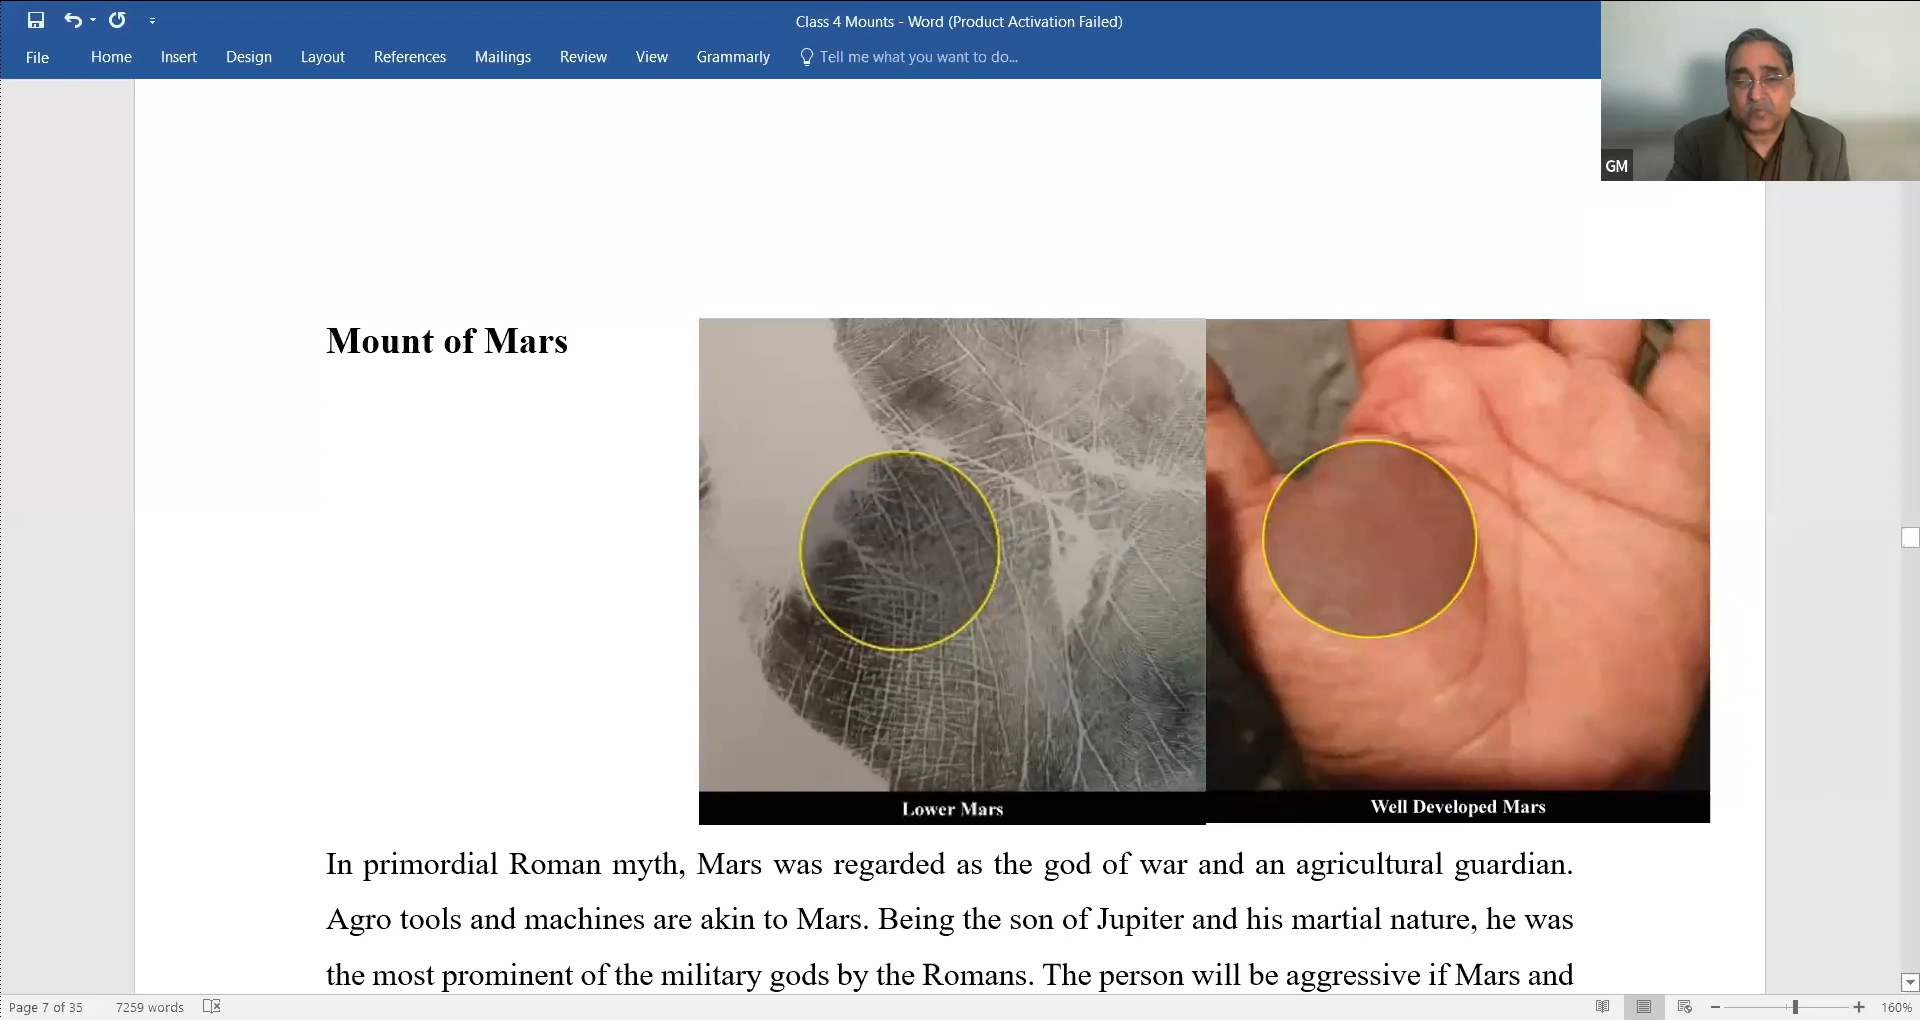 Class 4 Mounts - Word (Product Activation Failed)
File Home Insert Design Layout References Mailings Review View Grammarly Tell me what you want to do...
GM
Mount of Mars
Lower Mars
Well Developed Mars
In primordial Roman myth, Mars was regarded as the god of war and an agricultural guardian.
Agro tools and machines are akin to Mars. Being the son of Jupiter and his martial nature, he was
the most prominent of the military gods by the Romans. The person will be aggressive if Mars and
Page 7 of 35 7259 words 160%